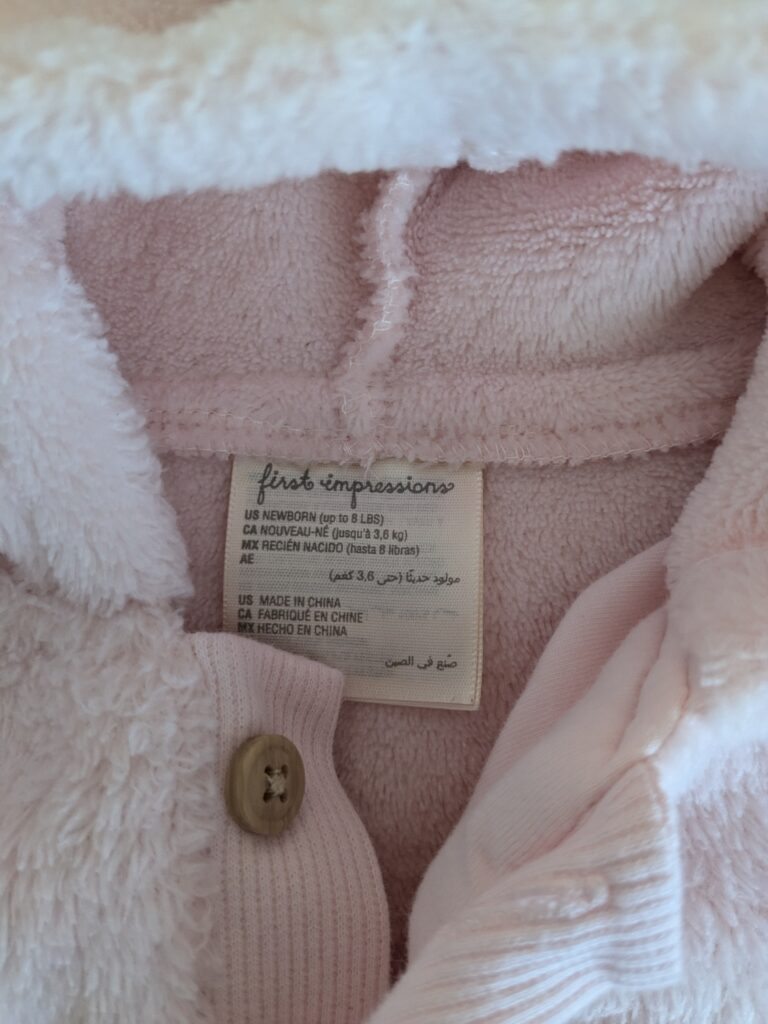 first impressions
US NEWBORN (up to 8 LBS)
CA NOUVEAU-NÉ (jusqu'à 3,6 kg)
MX RECIÉN NACIDO (hasta 8 libras)
AE
مولود حديثًا (حتى 3,6 كغم)
US MADE IN CHINA
CA FABRIQUÉ EN CHINE
MX HECHO EN CHINA
صُنع في الصين